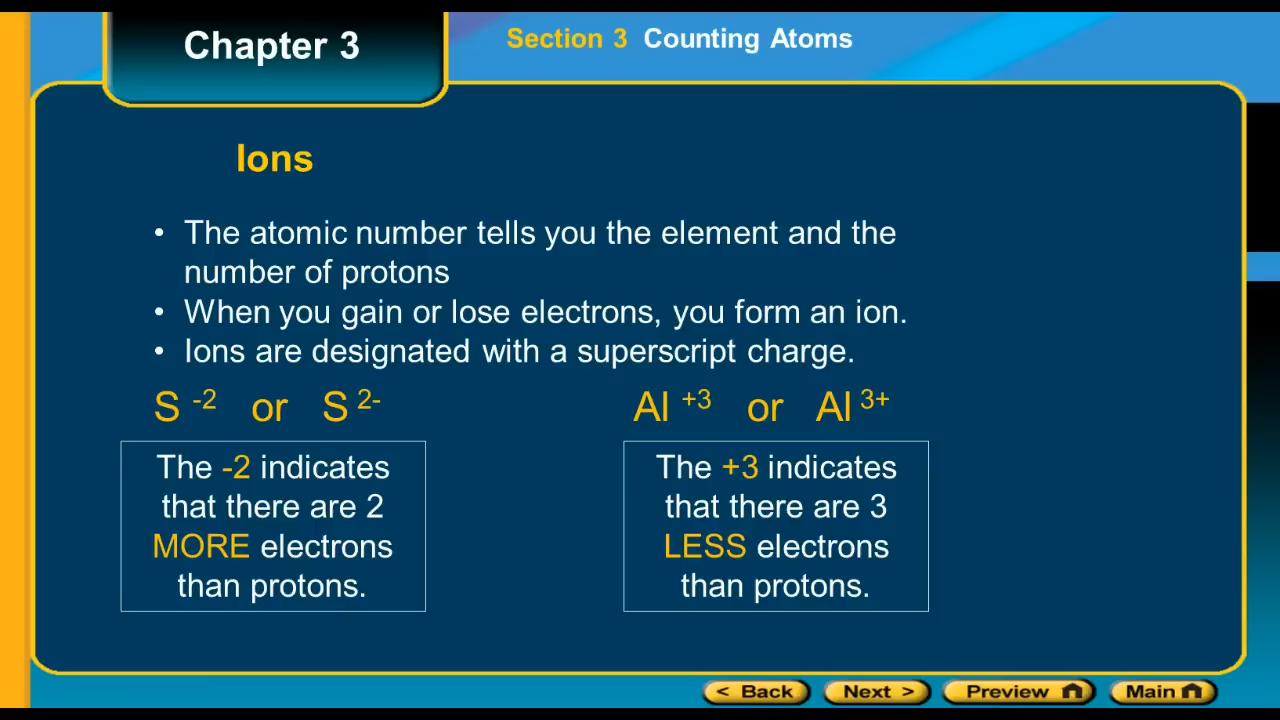 Chapter 3
Section 3 Counting Atoms
Ions
• The atomic number tells you the element and the
number of protons
• When you gain or lose electrons, you form an ion.
• Ions are designated with a superscript charge.
S -2 or S 2-
Al +3 or Al 3+
The -2 indicates
that there are 2
MORE electrons
than protons.
The +3 indicates
that there are 3
LESS electrons
than protons.
< Back
Next >
Preview
Main